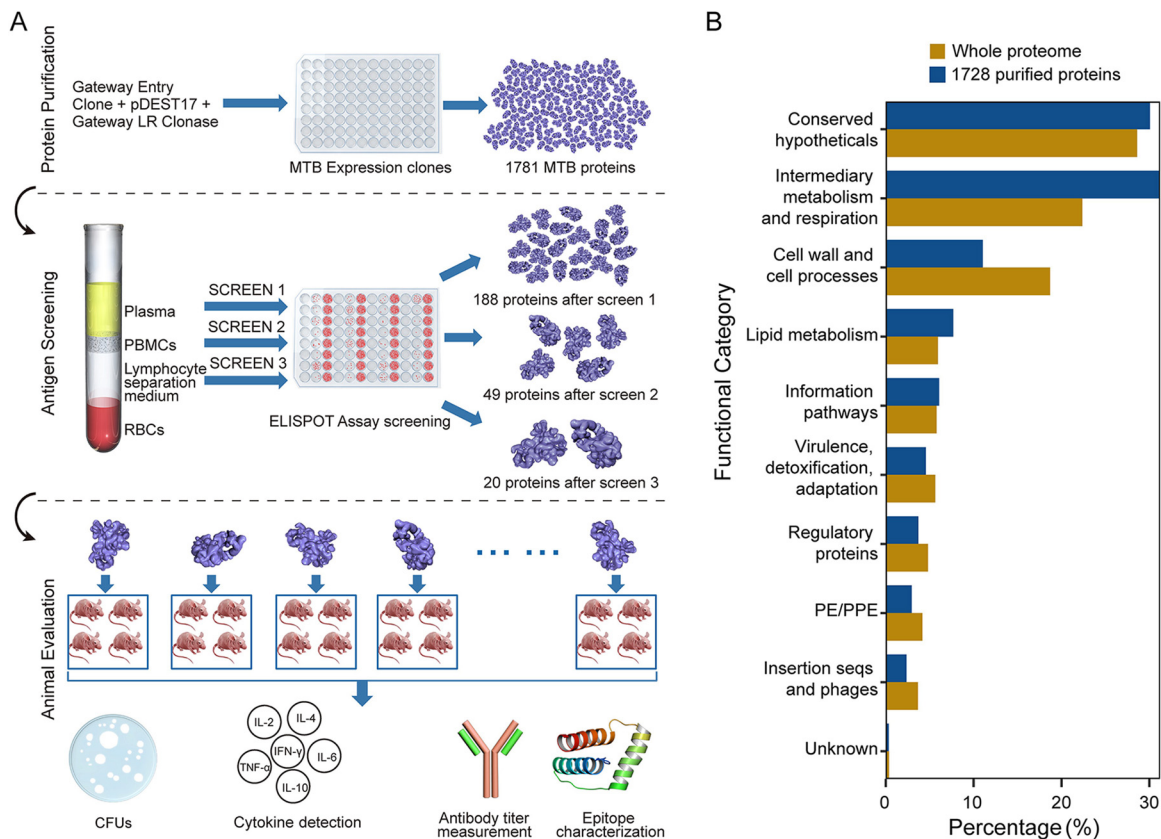 A
Protein Purification
Gateway Entry
Clone + pDEST17 +
Gateway LR Clonase
MTB Expression clones
1781 MTB proteins
Antigen Screening
Plasma
PBMCs
Lymphocyte
separation
medium
RBCs
SCREEN 1
SCREEN 2
SCREEN 3
ELISPOT Assay screening
188 proteins after screen 1
49 proteins after screen 2
20 proteins after screen 3
Animal Evaluation
CFUs
IL-2
IL-4
IFN-γ
TNF-α
IL-6
IL-10
Cytokine detection
Antibody titer
measurement
Epitope
characterization
B
Whole proteome
1728 purified proteins
Functional Category
Conserved
hypotheticals
Intermediary
metabolism
and respiration
Cell wall and
cell processes
Lipid metabolism
Information
pathways
Virulence,
detoxification,
adaptation
Regulatory
proteins
PE/PPE
Insertion seqs
and phages
Unknown
0 10 20 30
Percentage (%)